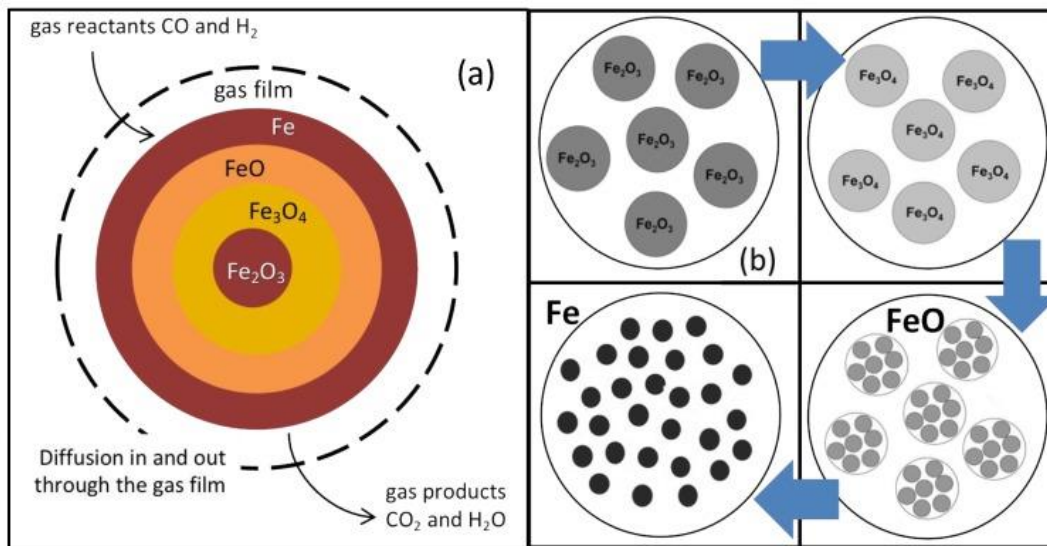 gas reactants CO and H₂
(a)
gas film
Fe
FeO
Fe₃O₄
Fe₂O₃
Diffusion in and out
through the gas film
gas products
CO₂ and H₂O
Fe₂O₃
Fe₂O₃
Fe₂O₃
Fe₂O₃
Fe₂O₃
Fe₂O₃
(b)
Fe₃O₄
Fe₃O₄
Fe₃O₄
Fe₃O₄
Fe₃O₄
Fe₃O₄
Fe
FeO